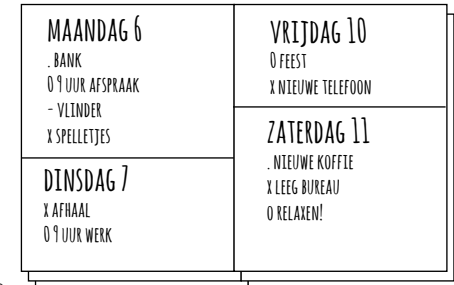 MAANDAG 6
. BANK
O 9 UUR AFSPRAAK
- VLINDER
X SPELLETJES
DINSDAG 7
X AFHAAL
O 9 UUR WERK
VRIJDAG 10
O FEEST
X NIEUWE TELEFOON
ZATERDAG 11
. NIEUWE KOFFIE
X LEEG BUREAU
O RELAXEN!